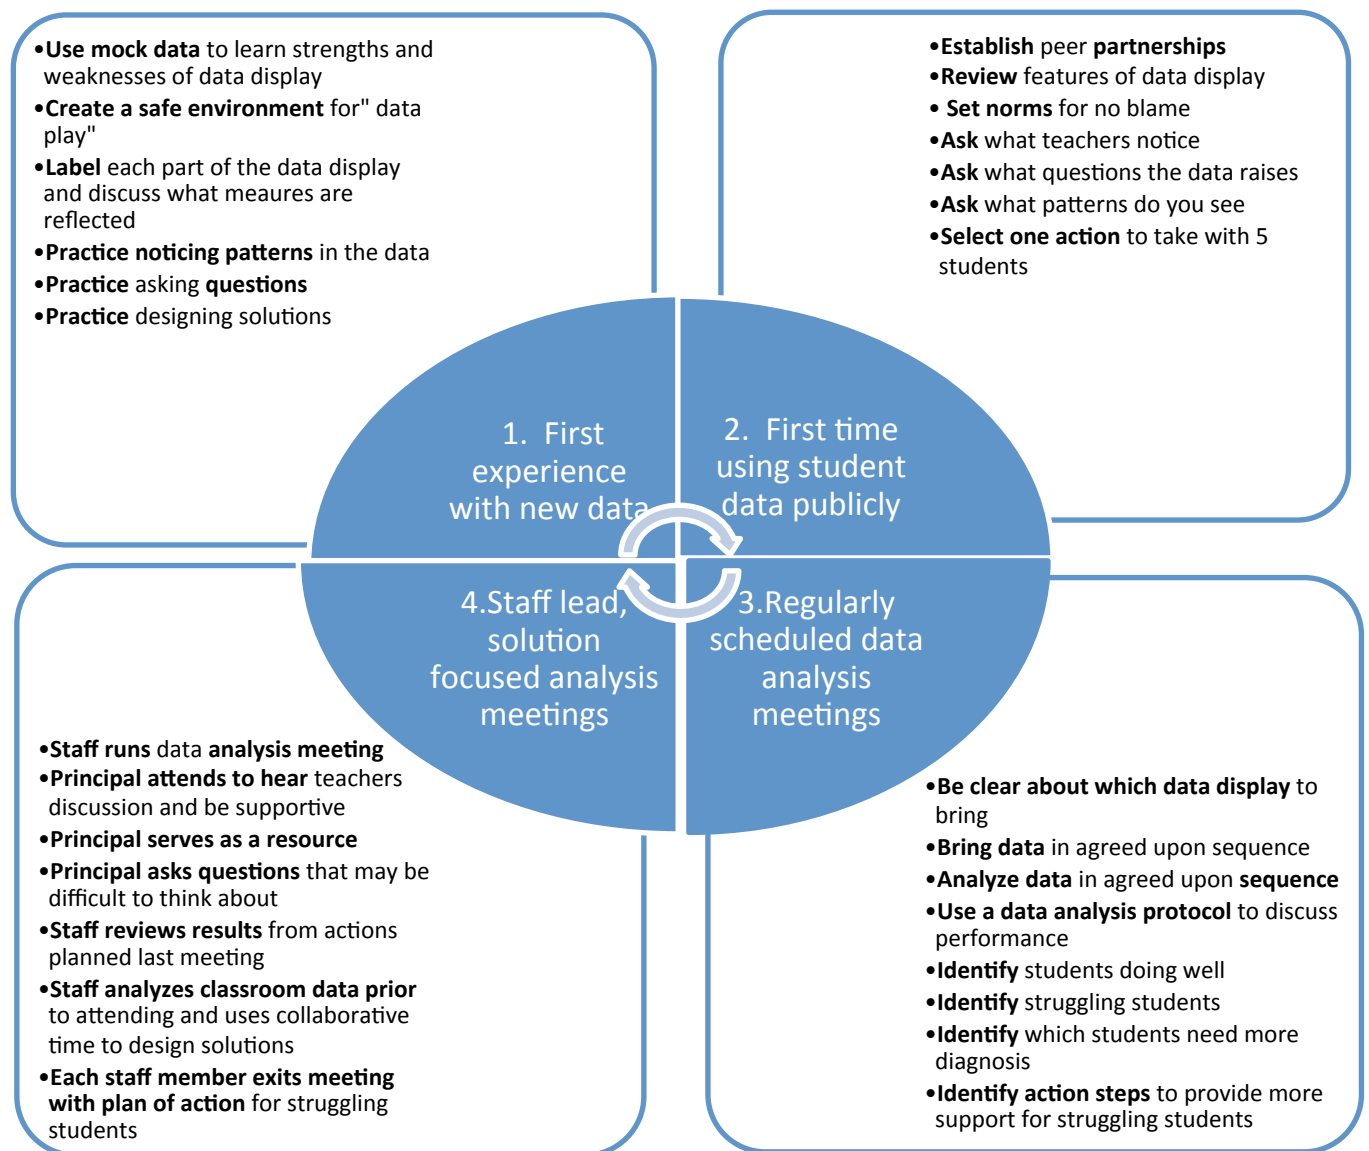 •Use mock data to learn strengths and
weaknesses of data display
•Create a safe environment for" data
play"
•Label each part of the data display
and discuss what meaures are
reflected
•Practice noticing patterns in the data
•Practice asking questions
•Practice designing solutions
•Establish peer partnerships
•Review features of data display
• Set norms for no blame
•Ask what teachers notice
•Ask what questions the data raises
•Ask what patterns do you see
•Select one action to take with 5
students
1. First
experience
with new data
2. First time
using student
data publicly
4.Staff lead,
solution
focused analysis
meetings
3.Regularly
scheduled data
analysis
meetings
•Staff runs data analysis meeting
•Principal attends to hear teachers
discussion and be supportive
•Principal serves as a resource
•Principal asks questions that may be
difficult to think about
•Staff reviews results from actions
planned last meeting
•Staff analyzes classroom data prior
to attending and uses collaborative
time to design solutions
•Each staff member exits meeting
with plan of action for struggling
students
•Be clear about which data display to
bring
•Bring data in agreed upon sequence
•Analyze data in agreed upon sequence
•Use a data analysis protocol to discuss
performance
•Identify students doing well
•Identify struggling students
•Identify which students need more
diagnosis
•Identify action steps to provide more
support for struggling students